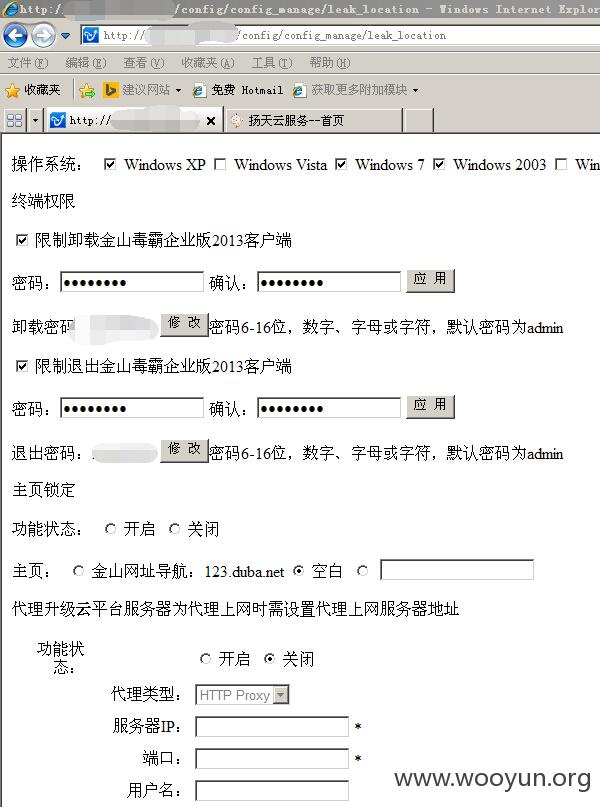 http://	/config/config_manage/leak_location - Windows Internet Explor
http://	/config/config_manage/leak_location
文件(F) 编辑(E) 查看(V) 收藏夹(A) 工具(T) 帮助(H)
收藏夹 建议网站 免费 Hotmail 获取更多附加模块
http:// 扬天云服务--首页
操作系统： Windows XP Windows Vista Windows 7 Windows 2003 Win
终端权限
限制卸载金山毒霸企业版2013客户端
密码：●●●●●●●● 确认：●●●●●●●● 应 用
卸载密码 修 改 密码6-16位，数字、字母或字符，默认密码为admin
限制退出金山毒霸企业版2013客户端
密码：●●●●●●●● 确认：●●●●●●●● 应 用
退出密码： 修 改 密码6-16位，数字、字母或字符，默认密码为admin
主页锁定
功能状态： 开启 关闭
主页： 金山网址导航：123.duba.net 空白
代理升级云平台服务器为代理上网时需设置代理上网服务器地址
功能状态： 开启 关闭
代理类型： HTTP Proxy
服务器IP： *
端口： *
用户名：
www.wooyun.org